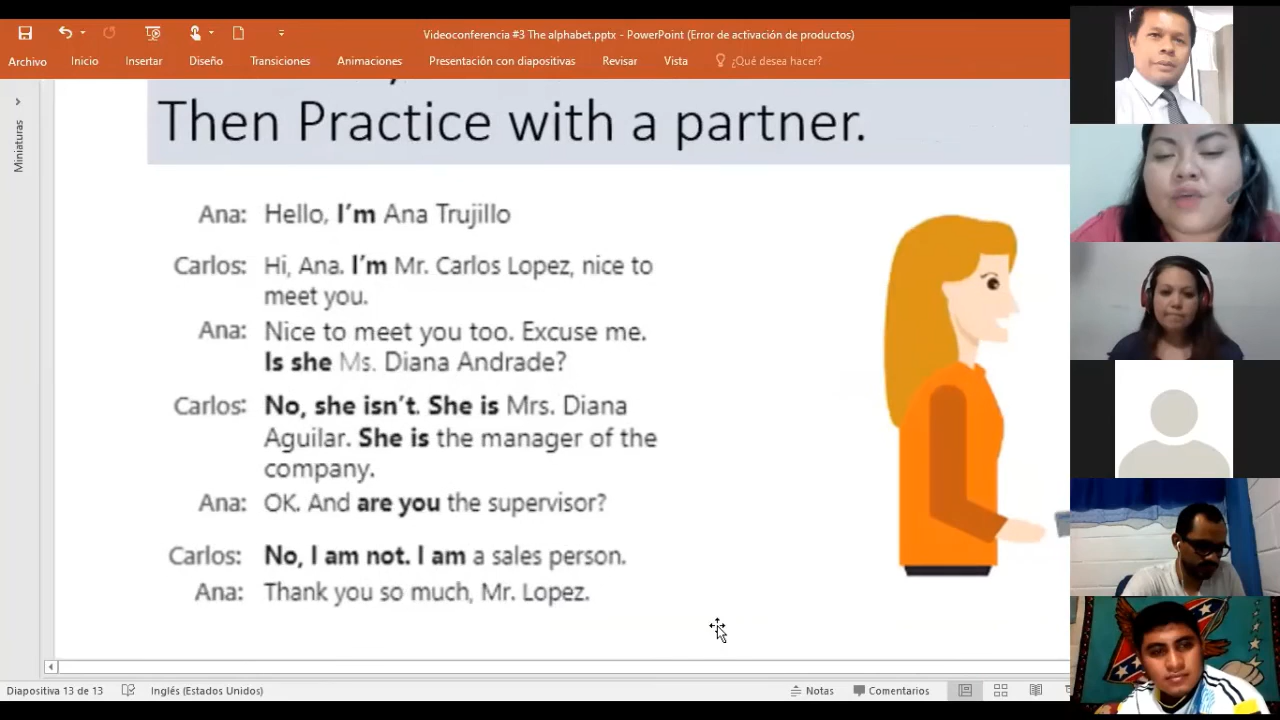 Videoconferencia #3 The alphabet.pptx - PowerPoint (Error de activación de productos)
Archivo Inicio Insertar Diseño Transiciones Animaciones Presentación con diapositivas Revisar Vista ¿Qué desea hacer?
Miniaturas
Then Practice with a partner.
Ana: Hello, I'm Ana Trujillo
Carlos: Hi, Ana. I'm Mr. Carlos Lopez, nice to
meet you.
Ana: Nice to meet you too. Excuse me.
Is she Ms. Diana Andrade?
Carlos: No, she isn't. She is Mrs. Diana
Aguilar. She is the manager of the
company.
Ana: OK. And are you the supervisor?
Carlos: No, I am not. I am a sales person.
Ana: Thank you so much, Mr. Lopez.
Diapositiva 13 de 13 Inglés (Estados Unidos) Notas Comentarios